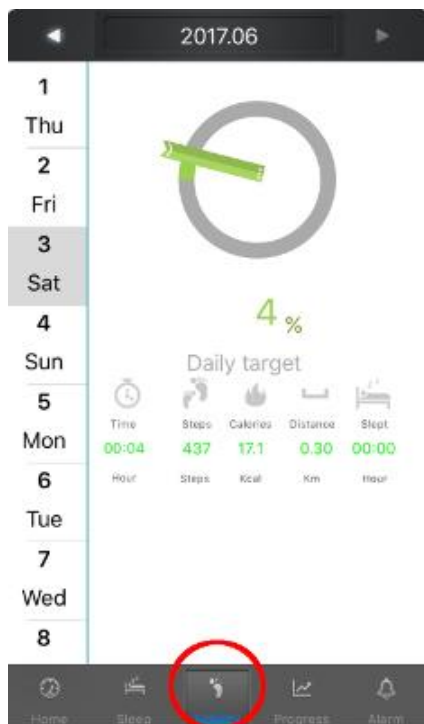 2017.06
1
Thu
2
Fri
3
Sat
4
Sun
5
Mon
6
Tue
7
Wed
8
4 %
Daily target
Time Steps Calories Distance Slept
00:04 437 17.1 0.30 00:00
Hour Steps Kcal Km Hour
Home Sleep Progress Alarm